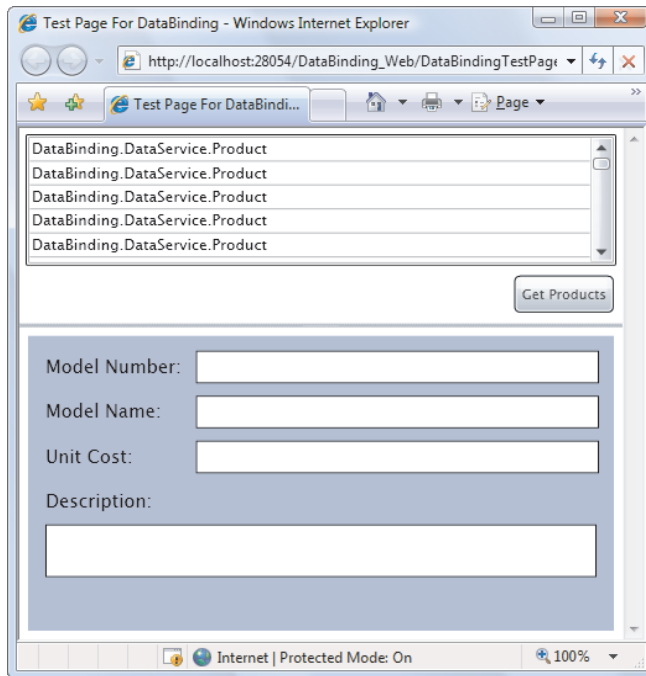 Test Page For DataBinding - Windows Internet Explorer
http://localhost:28054/DataBinding_Web/DataBindingTestPage
Test Page For DataBindi...
Page
DataBinding.DataService.Product
DataBinding.DataService.Product
DataBinding.DataService.Product
DataBinding.DataService.Product
DataBinding.DataService.Product
Get Products
Model Number:
Model Name:
Unit Cost:
Description:
Internet | Protected Mode: On
100%